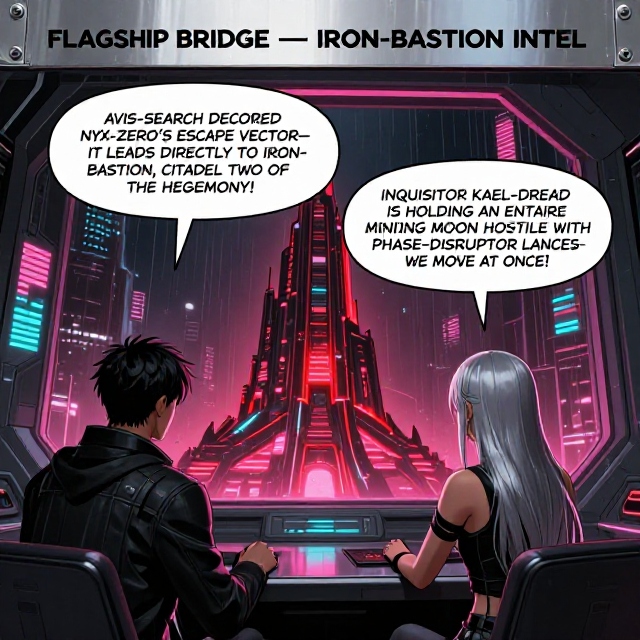 FLAGSHIP BRIDGE — IRON-BASTION INTEL
AVIS-SEARCH DECORED
NYX-ZERO'S ESCAPE VECTOR—
IT LEADS DIRECTLY TO IRON-
BASTION, CITADEL TWO OF
THE HEGEMONY!
INQUISITOR KAEL-DREAD
IS HOLDING AN ENTAIRE
MINING MOON HOSTILE WITH
PHASE-DISRUPTOR LANCES-
WE MOVE AT ONCE!